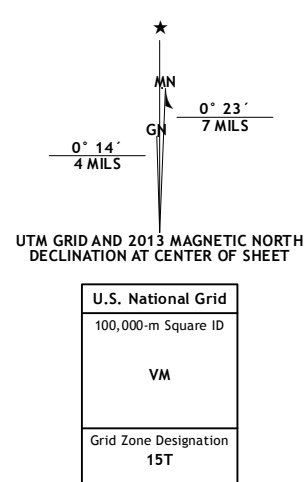 ★
MN
0° 23´
7 MILS
GN
0° 14´
4 MILS
UTM GRID AND 2013 MAGNETIC NORTH
DECLINATION AT CENTER OF SHEET
U.S. National Grid
100,000-m Square ID
VM
Grid Zone Designation
15T